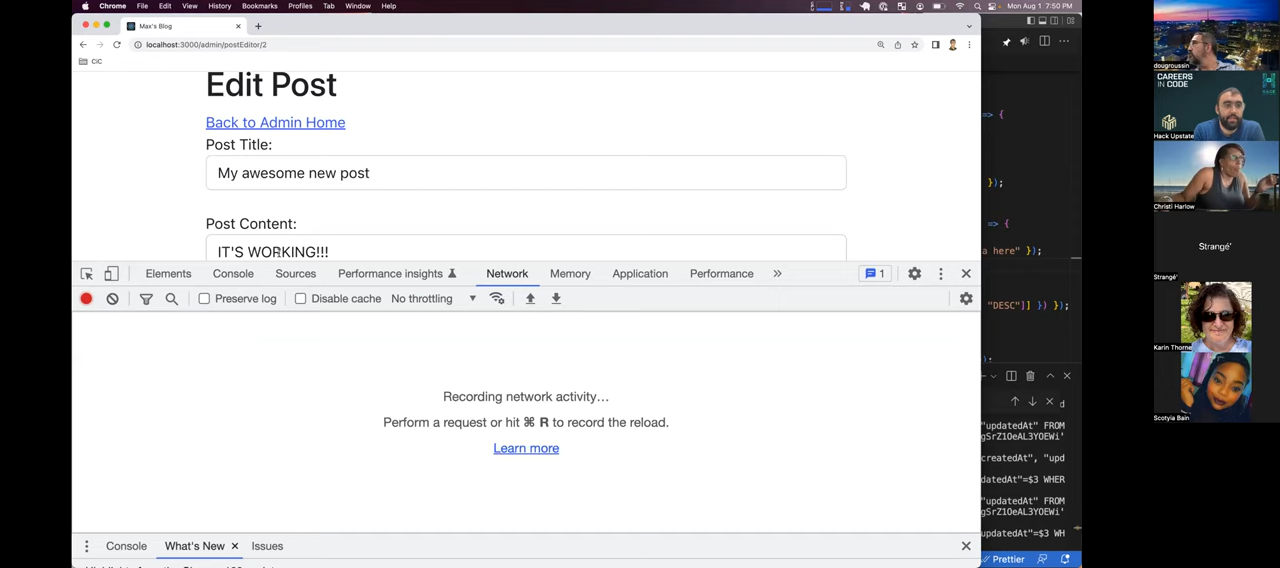 Chrome File Edit View History Bookmarks Profiles Tab Window Help
Mon Aug 1 7:50 PM
Max's Blog
localhost:3000/admin/postEditor/2
CiC
Edit Post
Back to Admin Home
Post Title:
My awesome new post
Post Content:
IT'S WORKING!!!
Elements Console Sources Performance insights Network Memory Application Performance » 1
Preserve log Disable cache No throttling
Recording network activity…
Perform a request or hit ⌘ R to record the reload.
Learn more
Console What's New Issues
=> {
});
=> {
a here" });
"DESC"]] }) });
);
d
"updatedAt" FROM
gSrZ1OeAL3YOEWi'
createdAt", "upd
datedAt"=$3 WHER
"updatedAt" FROM
gSrZ1OeAL3YOEWi'
updatedAt"=$3 WH
Prettier
dougroussin
CAREERS
IN CODE
HACK
Hack Upstate
Christi Harlow
Strangé'
Strangé'
Karin Thorne
Scotyia Bain